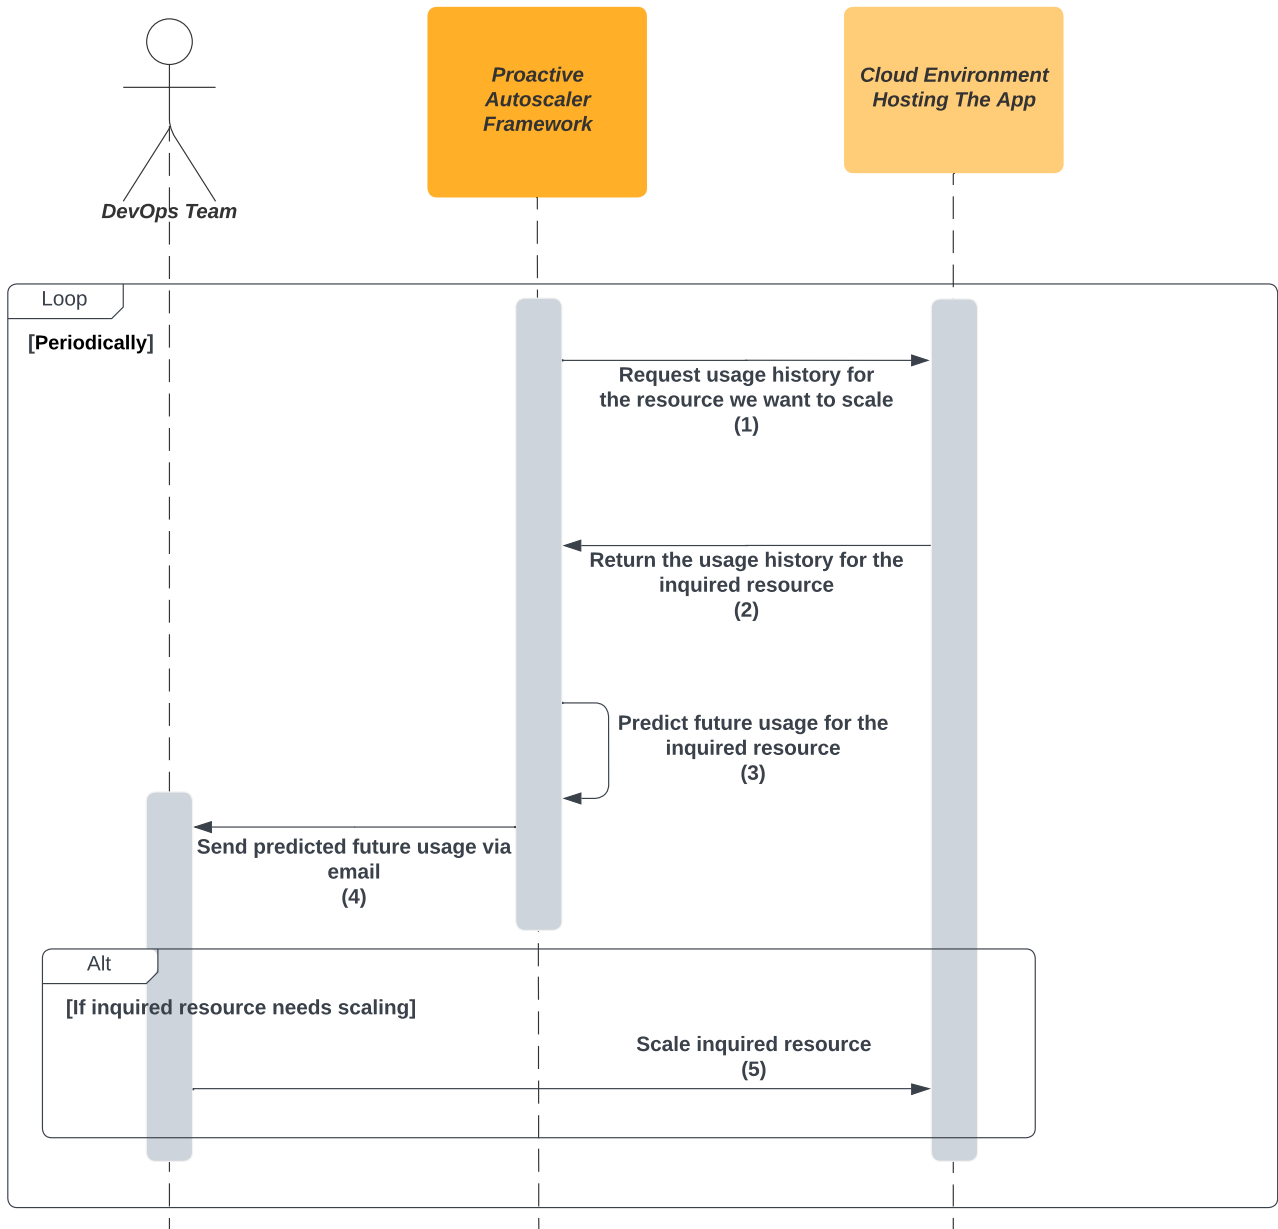 DevOps Team
Proactive
Autoscaler
Framework
Cloud Environment
Hosting The App
Loop
[Periodically]
Request usage history for
the resource we want to scale
(1)
Return the usage history for the
inquired resource
(2)
Predict future usage for the
inquired resource
(3)
Send predicted future usage via
email
(4)
Alt
[If inquired resource needs scaling]
Scale inquired resource
(5)